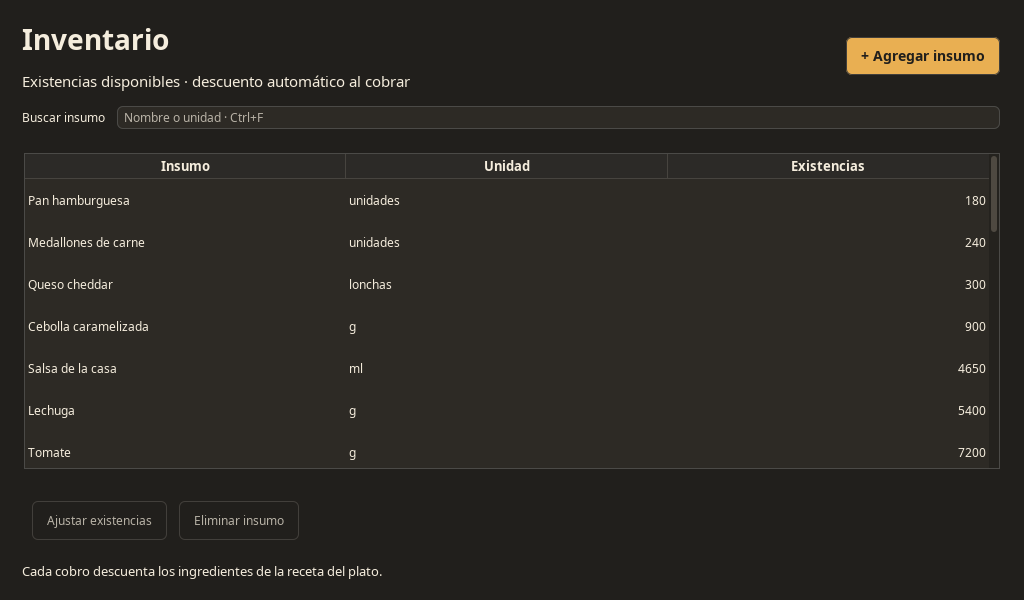 Inventario
+ Agregar insumo
Existencias disponibles · descuento automático al cobrar
Buscar insumo Nombre o unidad · Ctrl+F
Insumo Unidad Existencias
Pan hamburguesa unidades 180
Medallones de carne unidades 240
Queso cheddar lonchas 300
Cebolla caramelizada g 900
Salsa de la casa ml 4650
Lechuga g 5400
Tomate g 7200
Ajustar existencias Eliminar insumo
Cada cobro descuenta los ingredientes de la receta del plato.